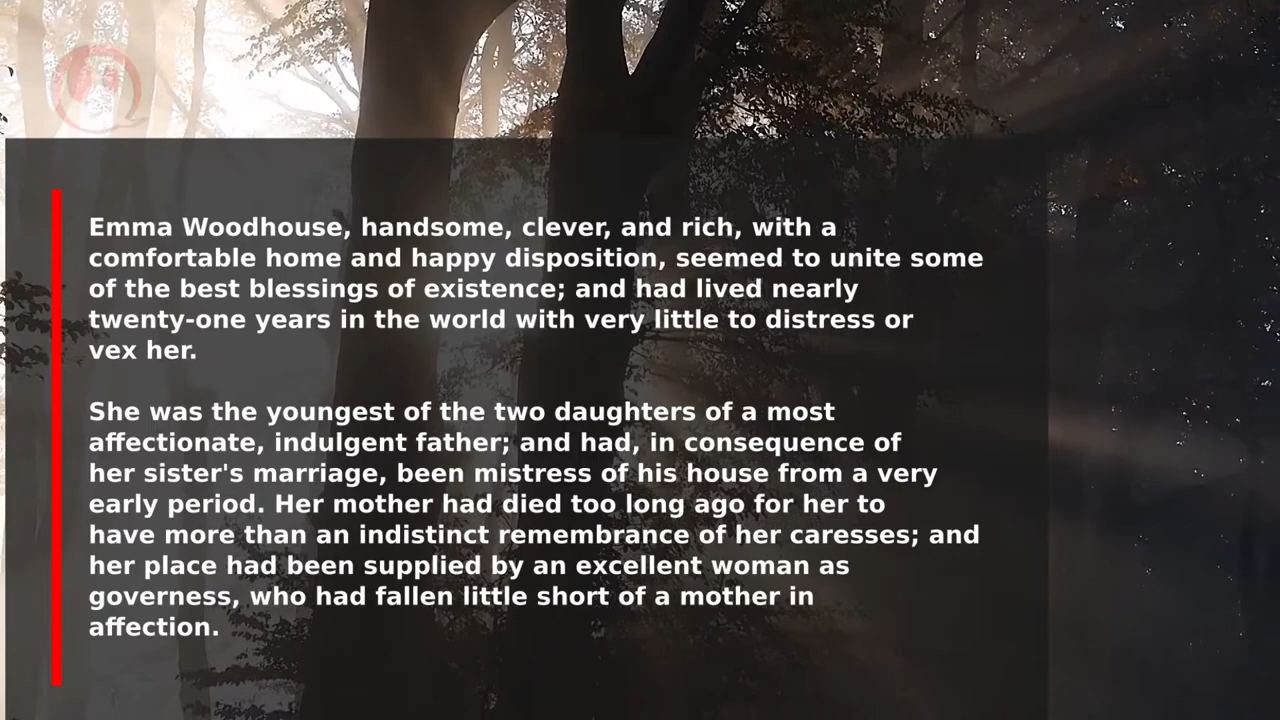 Emma Woodhouse, handsome, clever, and rich, with a
comfortable home and happy disposition, seemed to unite some
of the best blessings of existence; and had lived nearly
twenty-one years in the world with very little to distress or
vex her.
She was the youngest of the two daughters of a most
affectionate, indulgent father; and had, in consequence of
her sister's marriage, been mistress of his house from a very
early period. Her mother had died too long ago for her to
have more than an indistinct remembrance of her caresses; and
her place had been supplied by an excellent woman as
governess, who had fallen little short of a mother in
affection.